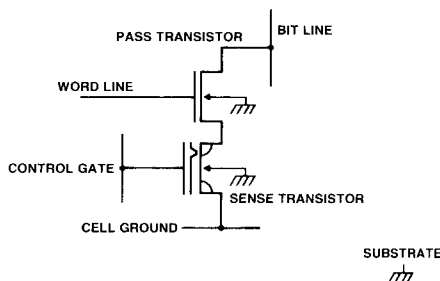 BIT LINE
PASS TRANSISTOR
WORD LINE
CONTROL GATE
SENSE TRANSISTOR
CELL GROUND
SUBSTRATE